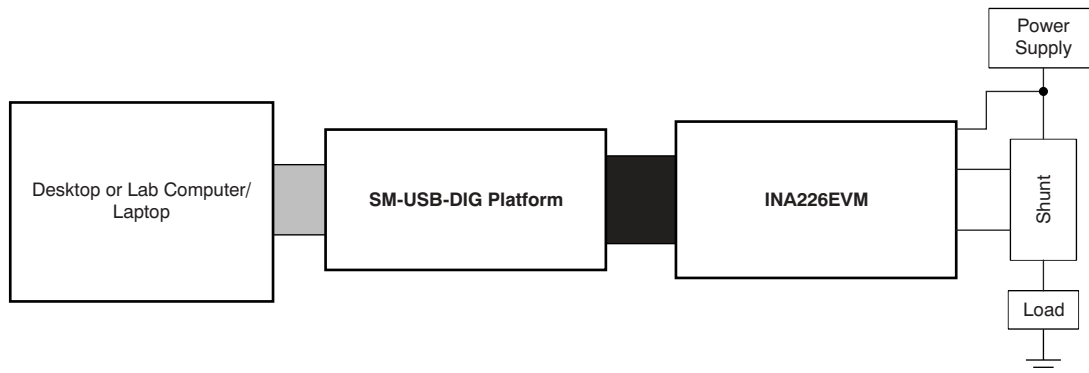 Power
Supply
Desktop or Lab Computer/
Laptop
SM-USB-DIG Platform
INA226EVM
Shunt
Load